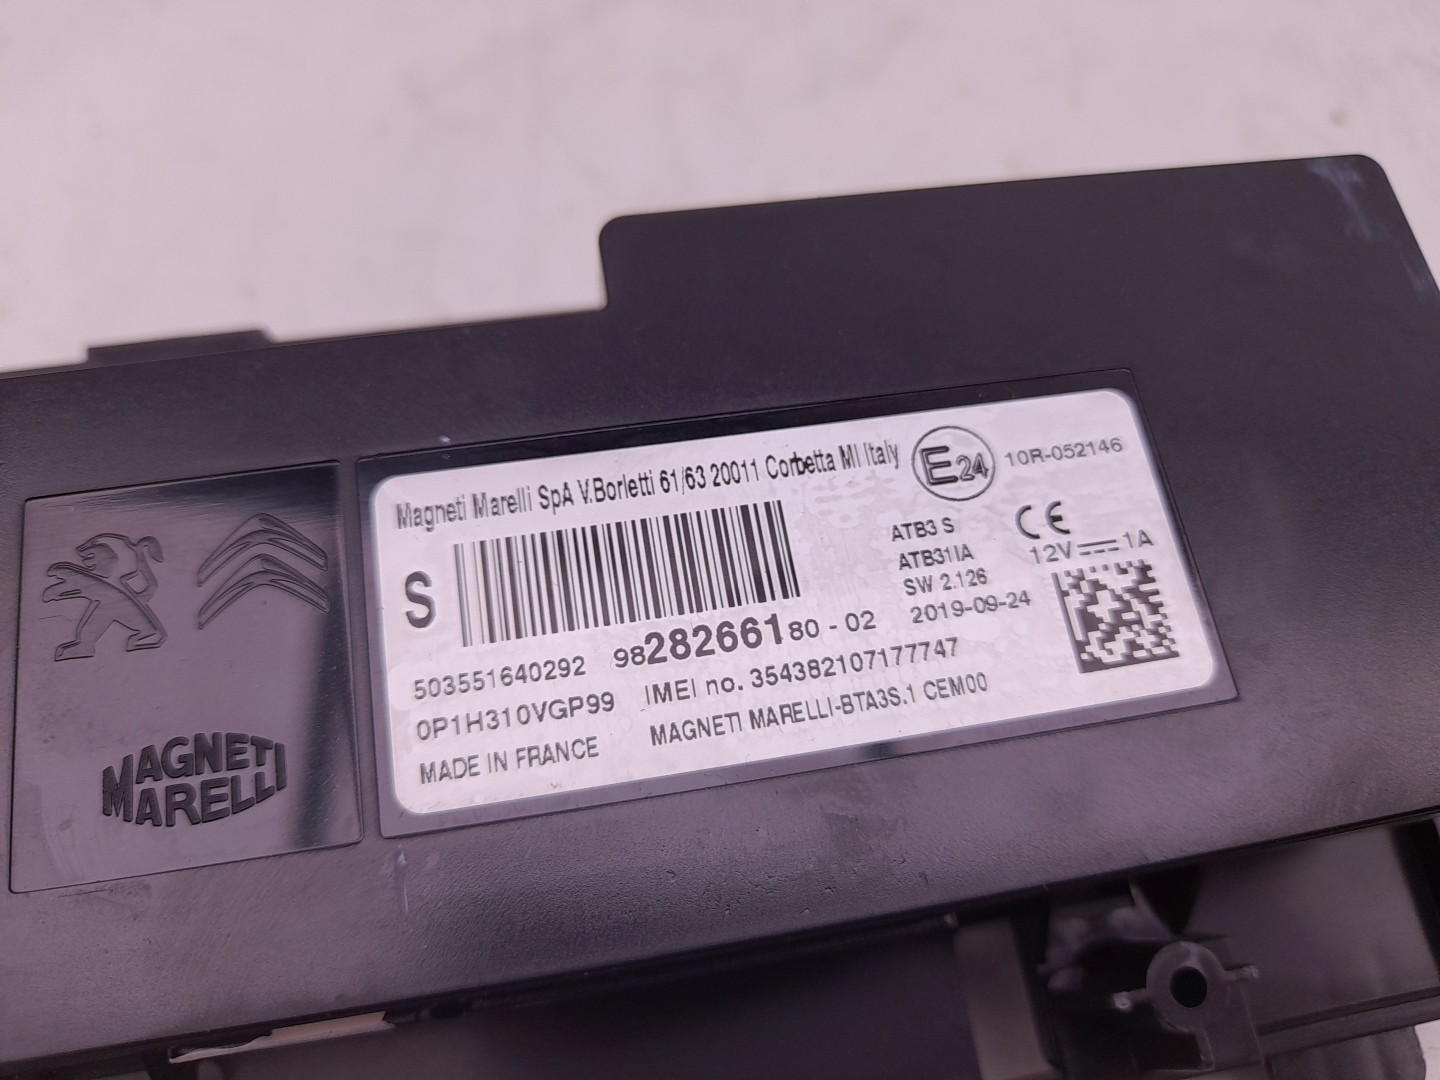 Magneti Marelli SpA V.Borletti 61/63 20011 Corbetta MI Italy
E24
10R-052146
S
ATB3 S
CE
ATB31IA
12V 1A
SW 2.126
2019-09-24
503551640292
9828266180-02
0P1H310VGP99
IMEI no. 354382107177747
MADE IN FRANCE
MAGNETI MARELLI-BTA3S.1 CEM00
MAGNETI
MARELLI